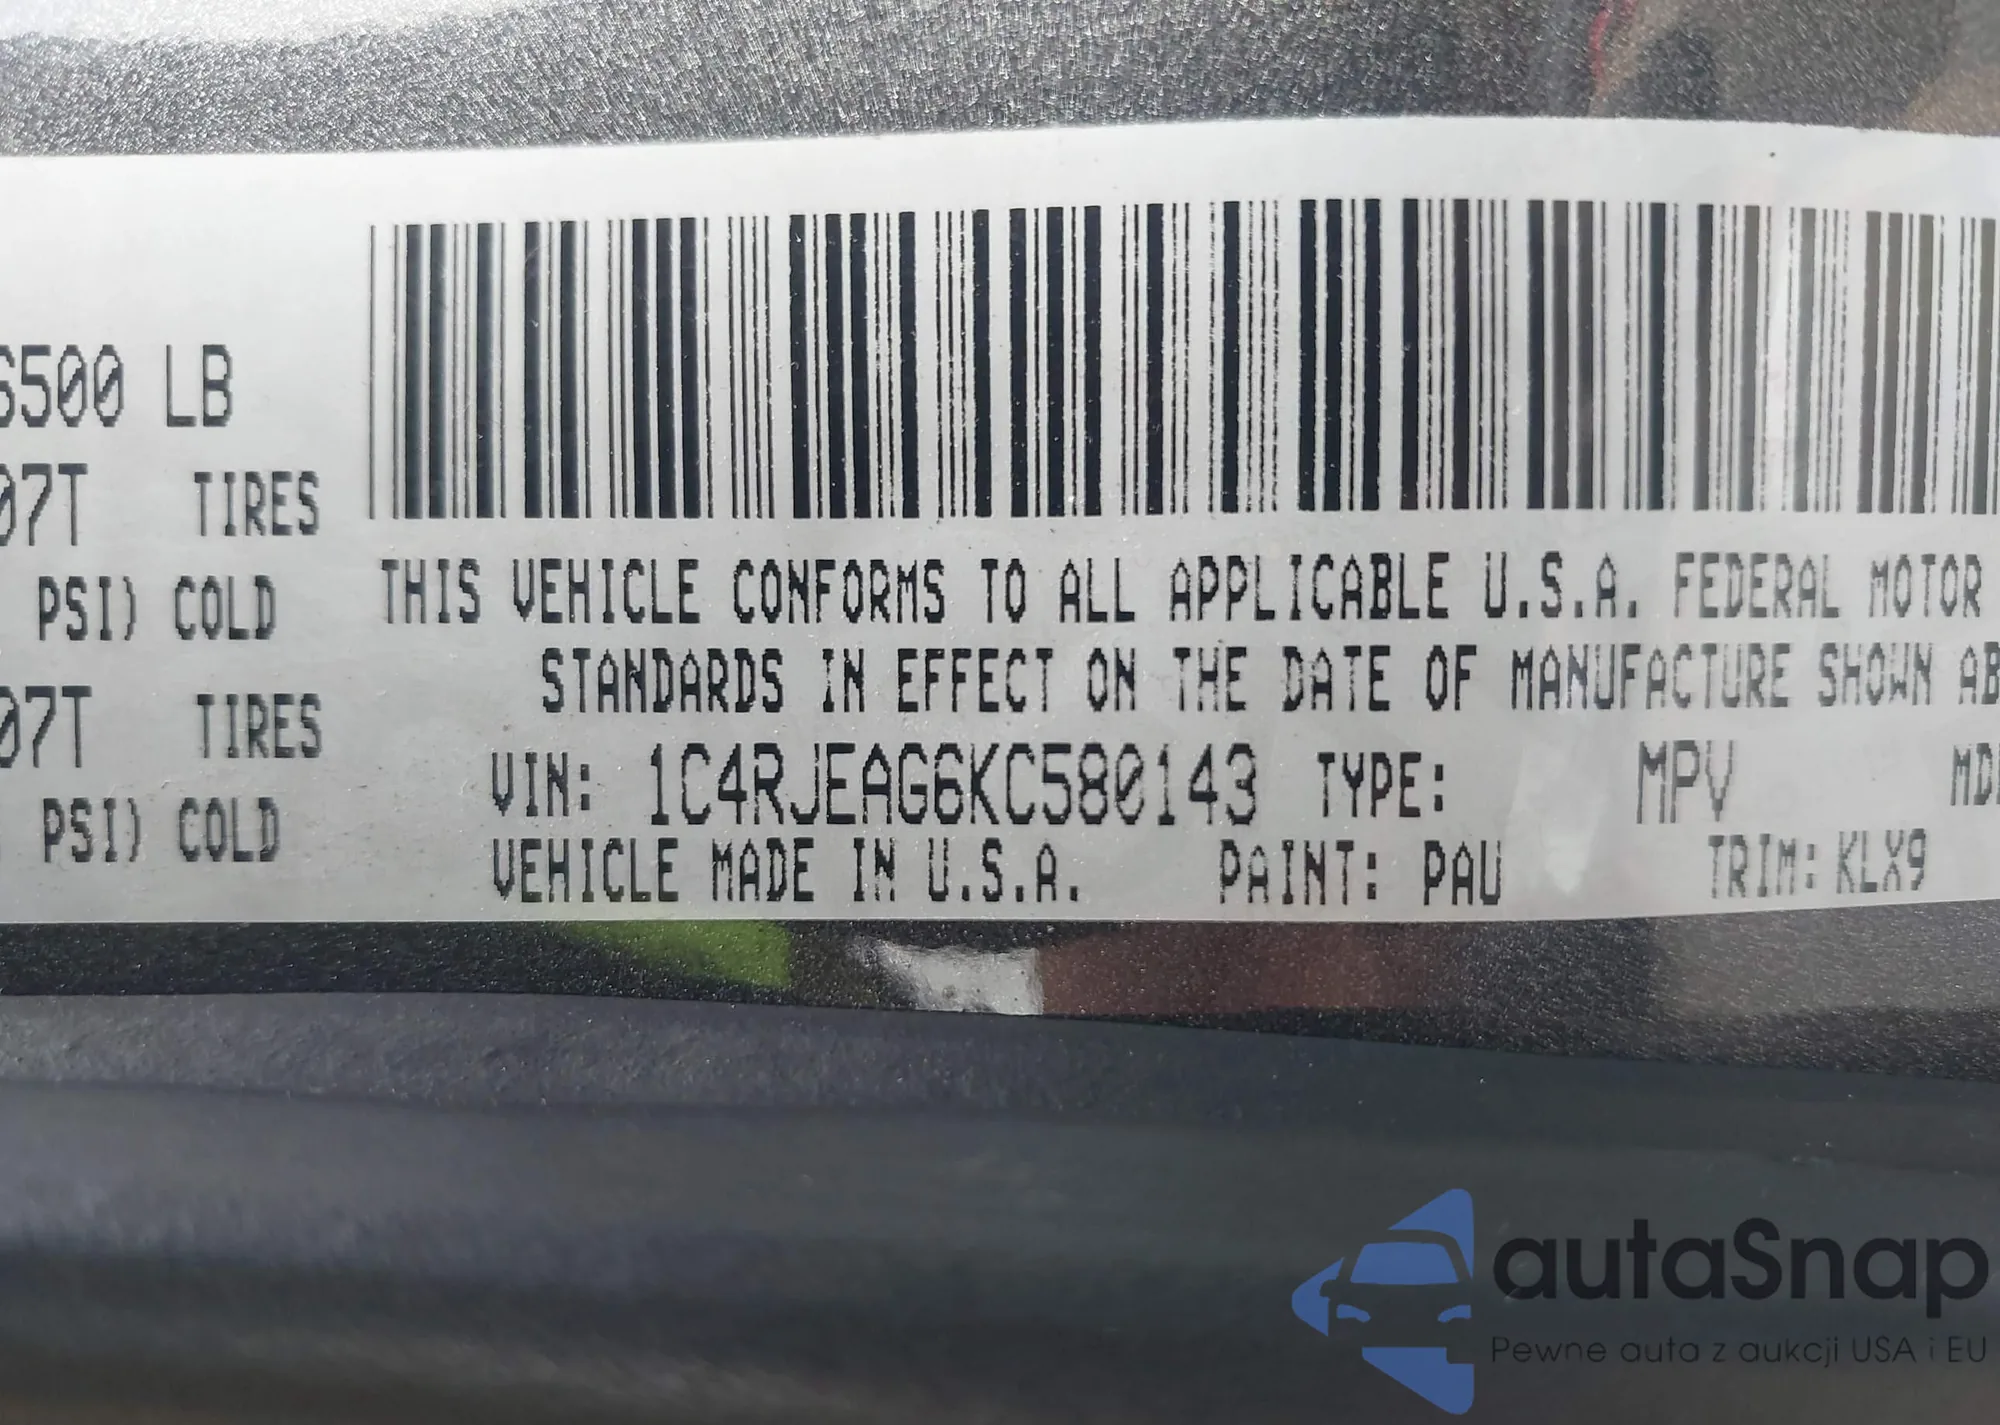 6500 LB
07T TIRES
PSI) COLD
07T TIRES
PSI) COLD
THIS VEHICLE CONFORMS TO ALL APPLICABLE U.S.A. FEDERAL MOTOR
STANDARDS IN EFFECT ON THE DATE OF MANUFACTURE SHOWN AB
VIN: 1C4RJEAG6KC580143 TYPE: MPV MD
VEHICLE MADE IN U.S.A. PAINT: PAU TRIM: KLX9
autaSnap
Pewne auta z aukcji USA i EU